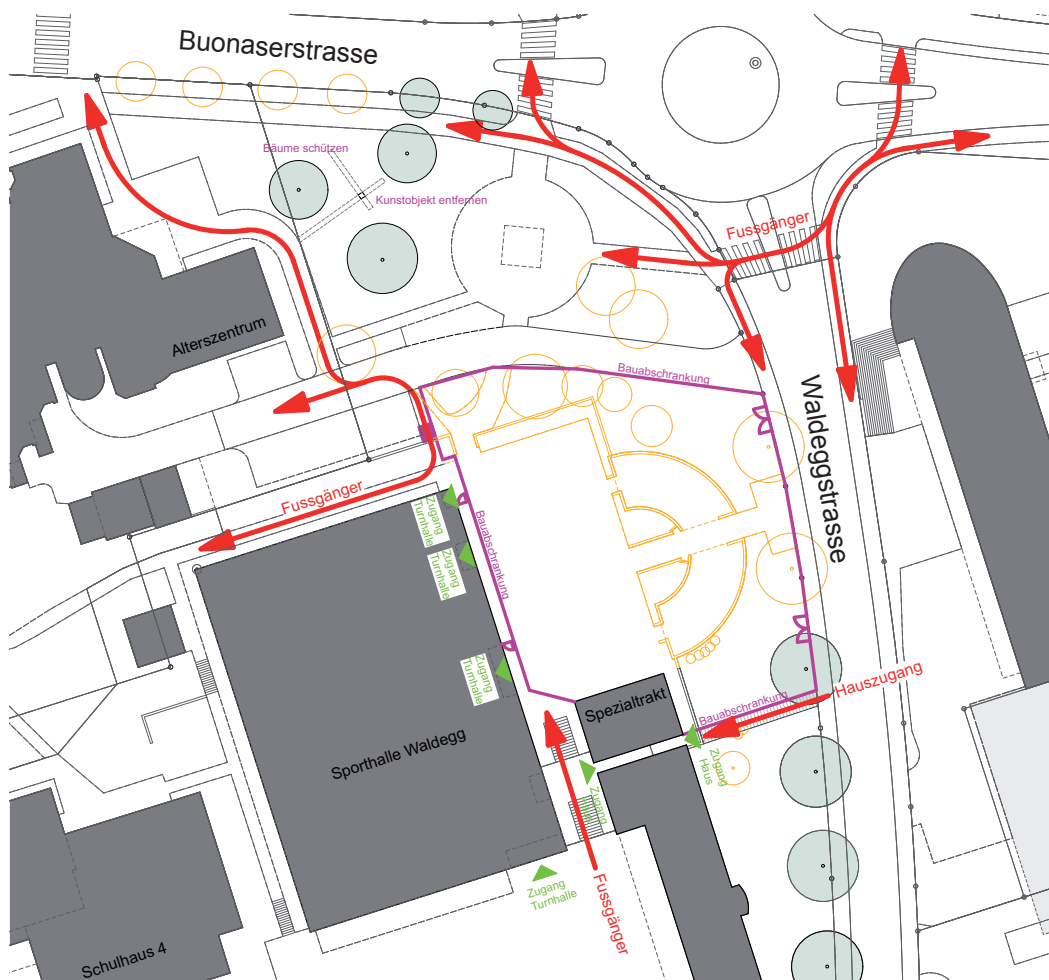 Buonaserstrasse
Bäume schützen
Kunstobjekt entfernen
Fussgänger
Alterszentrum
Bauabschrankung
Waldeggstrasse
Fussgänger
Zugang
Turnhalle
Bauabschrankung
Zugang
Turnhalle
Zugang
Turnhalle
Hauszugang
Spezialtrakt
Bauabschrankung
Sporthalle Waldegg
Zugang
Haus
Zugang
Zugang
Turnhalle
Fussgänger
Schulhaus 4